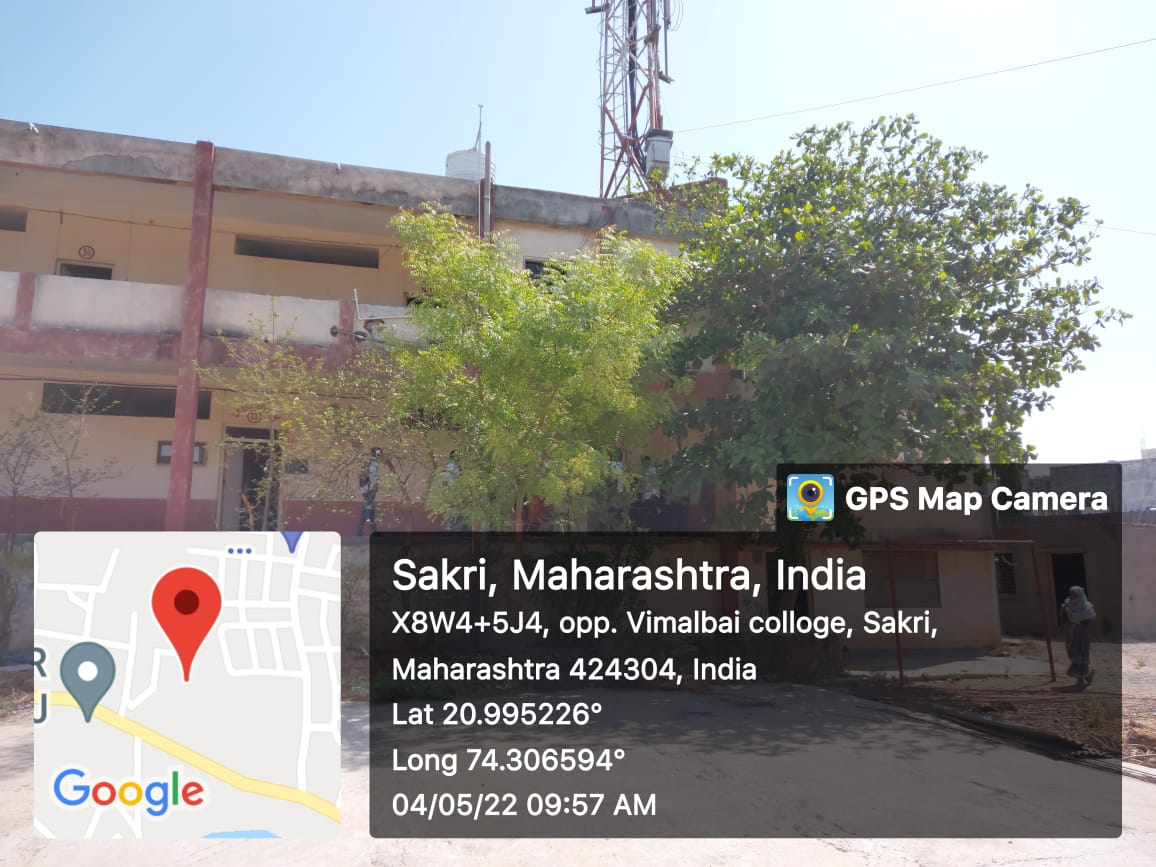 GPS Map Camera
Sakri, Maharashtra, India
X8W4+5J4, opp. Vimalbai colloge, Sakri,
Maharashtra 424304, India
Lat 20.995226°
Long 74.306594°
04/05/22 09:57 AM
R
U
Google